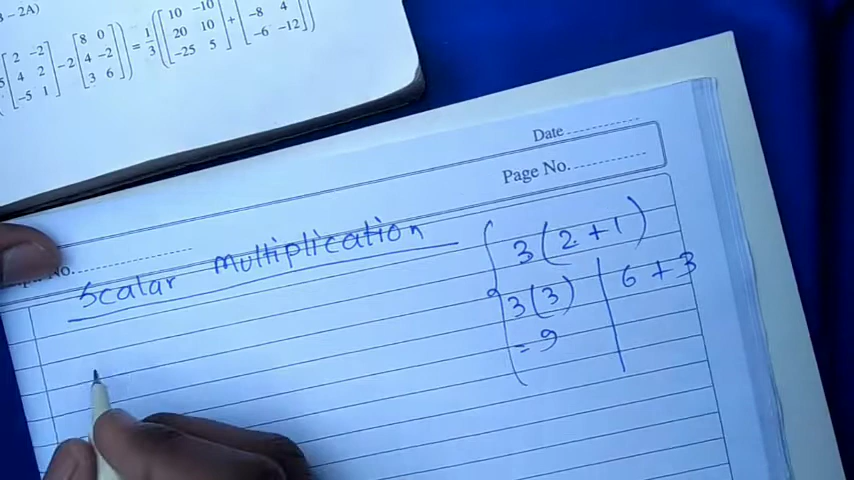 - 2A)
[2 -2 4 2 -5 1] -2 [8 0 4 -2 3 6]) = 1/3 ([10 -10 20 10 -25 5] + [-8 4 -6 -12])
Date
Page No.
No.
Scalar multiplication
3(2+1)
3(3) | 6+3
= 9